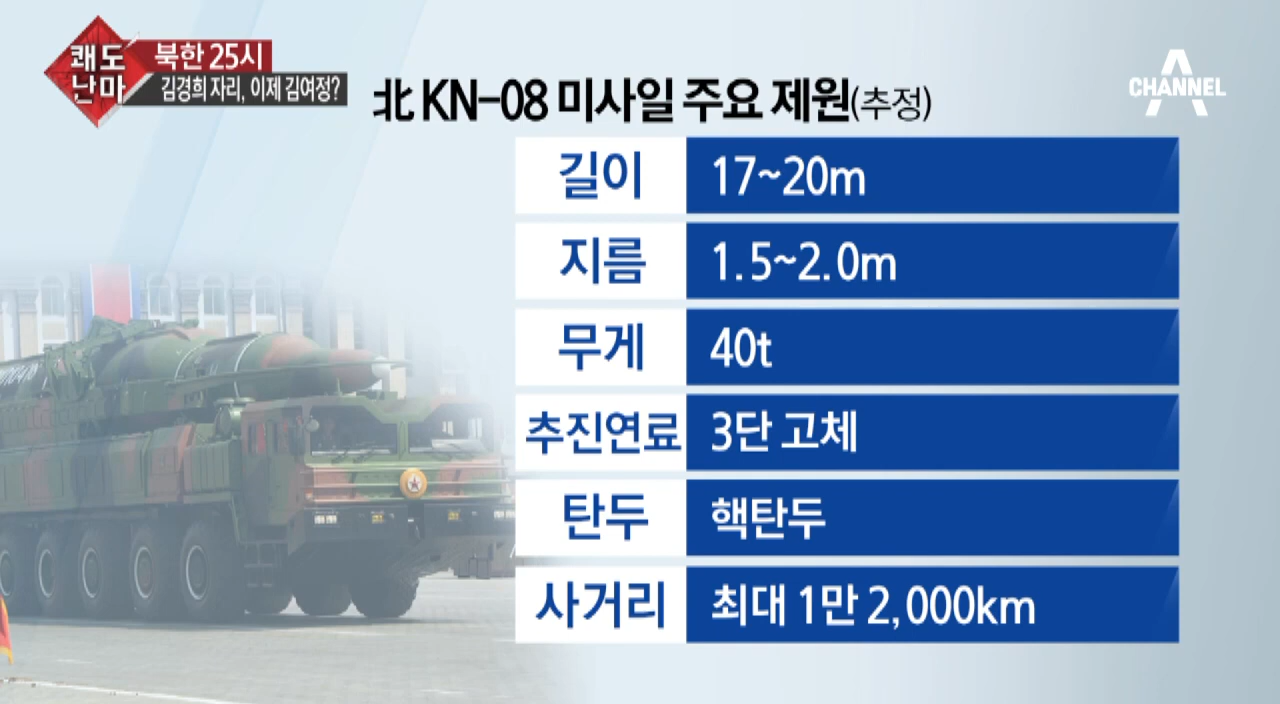 쾌도
난마
북한 25시
김경희 자리, 이제 김여정?
CHANNEL A
北 KN-08 미사일 주요 제원(추정)
길이 17~20m
지름 1.5~2.0m
무게 40t
추진연료 3단 고체
탄두 핵탄두
사거리 최대 1만 2,000km